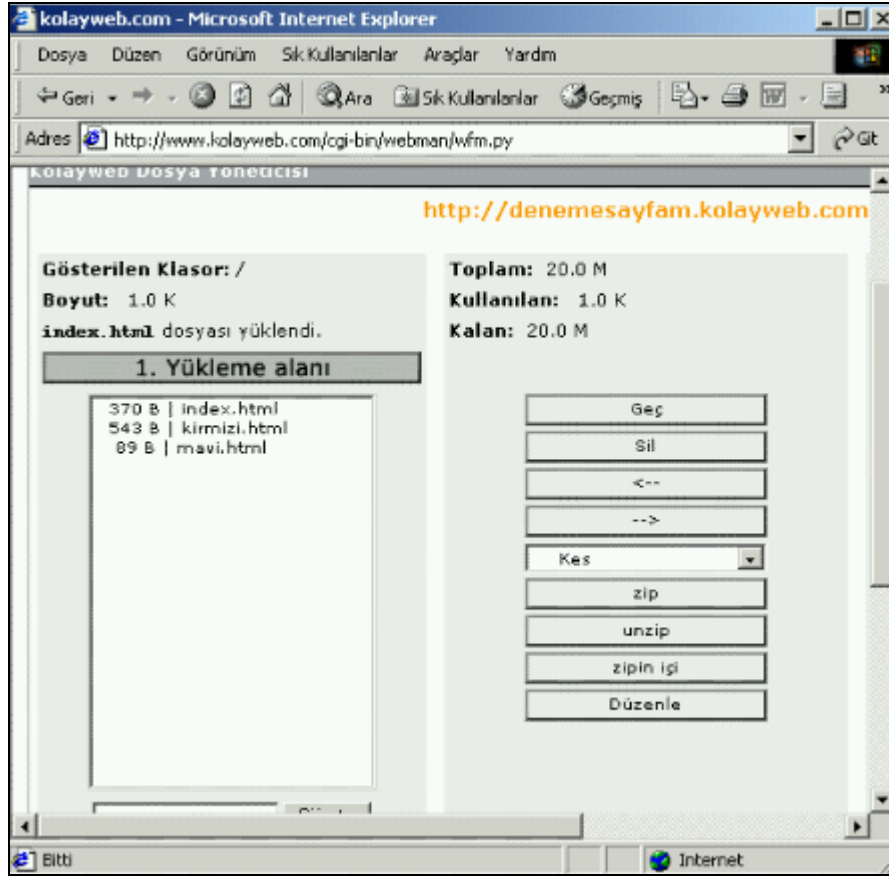 kolayweb.com - Microsoft Internet Explorer
Dosya Düzen Görünüm Sık Kullanılanlar Araçlar Yardım
Geri Ara Sık Kullanılanlar Geçmiş »
Adres http://www.kolayweb.com/cgi-bin/webman/wfm.py Git
Kolayweb Dosya Yöneticisi
http://denemesayfam.kolayweb.com
Gösterilen Klasor: /
Boyut: 1.0 K
index.html dosyası yüklendi.
Toplam: 20.0 M
Kullanılan: 1.0 K
Kalan: 20.0 M
1. Yükleme alanı
370 B | index.html
543 B | kirmizi.html
89 B | mavi.html
Geç
Sil
<--
-->
Kes
zip
unzip
zipin içi
Düzenle
Bitti Internet